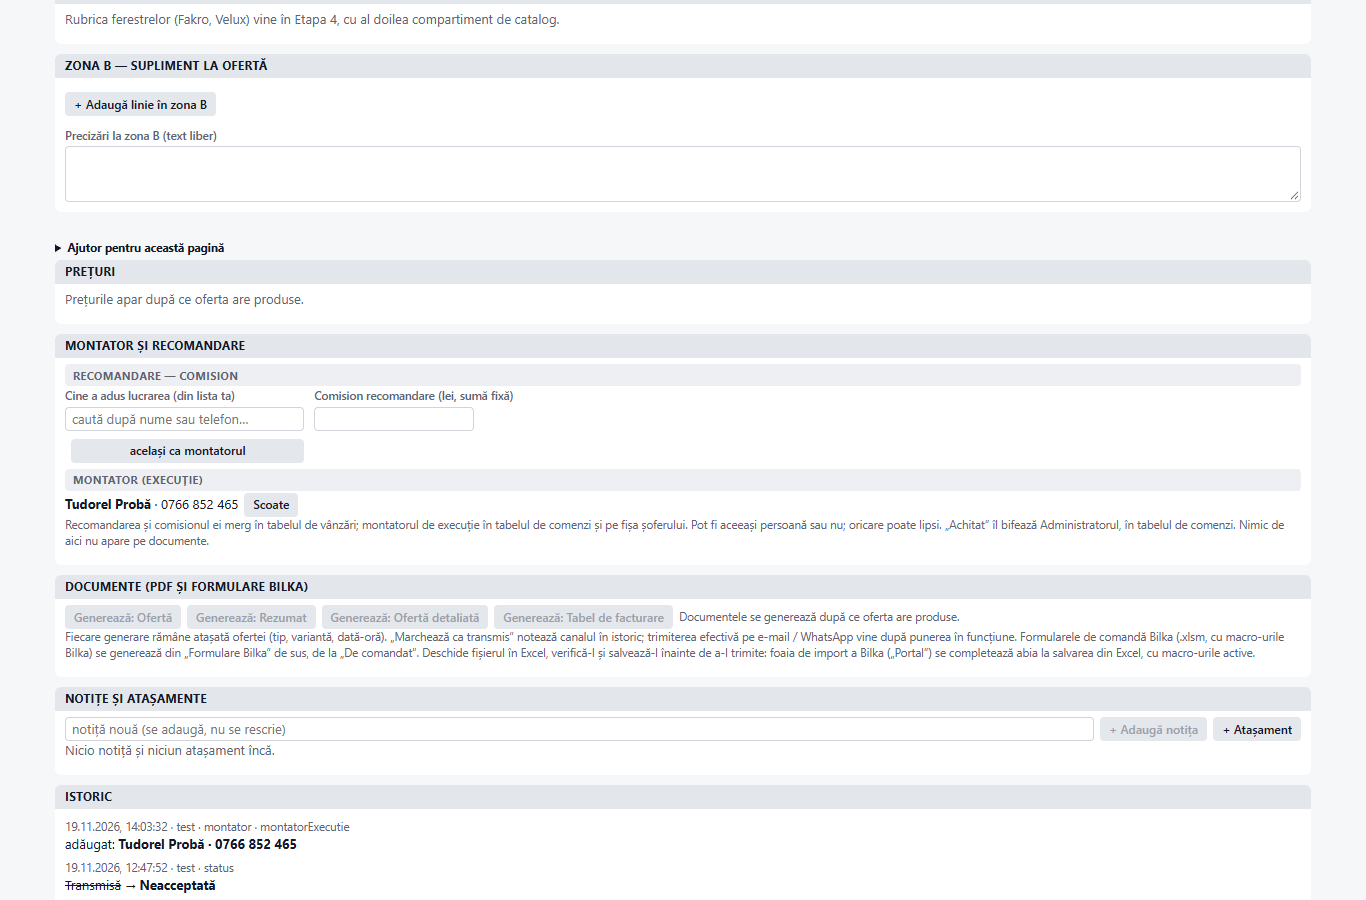 Rubrica ferestrelor (Fakro, Velux) vine în Etapa 4, cu al doilea compartiment de catalog.
ZONA B — SUPLIMENT LA OFERTĂ
+ Adaugă linie în zona B
Precizări la zona B (text liber)
Ajutor pentru această pagină
PREȚURI
Prețurile apar după ce oferta are produse.
MONTATOR ȘI RECOMANDARE
RECOMANDARE — COMISION
Cine a adus lucrarea (din lista ta) Comision recomandare (lei, sumă fixă)
caută după nume sau telefon...
același ca montatorul
MONTATOR (EXECUȚIE)
Tudorel Probă · 0766 852 465 Scoate
Recomandarea și comisionul ei merg în tabelul de vânzări; montatorul de execuție în tabelul de comenzi și pe fișa șoferului. Pot fi aceeași persoană sau nu; oricare poate lipsi. „Achitat” îl bifează Administratorul, în tabelul de comenzi. Nimic de
aici nu apare pe documente.
DOCUMENTE (PDF ȘI FORMULARE BILKA)
Generează: Ofertă Generează: Rezumat Generează: Ofertă detaliată Generează: Tabel de facturare Documentele se generează după ce oferta are produse.
Fiecare generare rămâne atașată ofertei (tip, variantă, dată-oră). „Marchează ca transmis” notează canalul în istoric; trimiterea efectivă pe e-mail / WhatsApp vine după punerea în funcțiune. Formularele de comandă Bilka (.xlsm, cu macro-urile
Bilka) se generează din „Formulare Bilka” de sus, de la „De comandat”. Deschide fișierul în Excel, verifică-l și salvează-l înainte de a-l trimite: foaia de import a Bilka („Portal”) se completează abia la salvarea din Excel, cu macro-urile active.
NOTIȚE ȘI ATAȘAMENTE
notiță nouă (se adaugă, nu se rescrie) + Adaugă notița + Atașament
Nicio notiță și niciun atașament încă.
ISTORIC
19.11.2026, 14:03:32 · test · montator · montatorExecutie
adăugat: Tudorel Probă · 0766 852 465
19.11.2026, 12:47:52 · test · status
Transmisă → Neacceptată